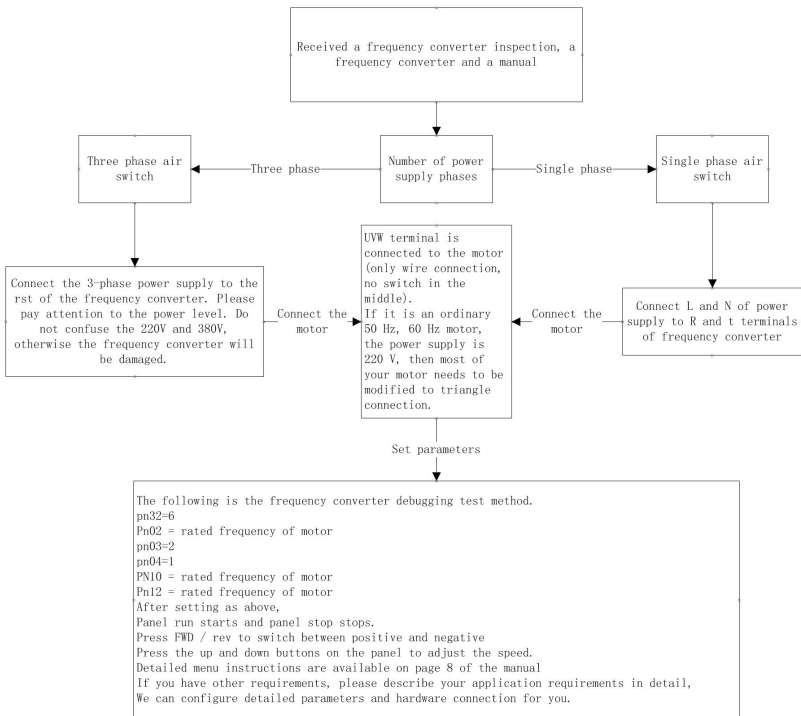 Received a frequency converter inspection, a
frequency converter and a manual
Three phase air
switch
Three phase
Number of power
supply phases
Single phase
Single phase air
switch
Connect the 3-phase power supply to the
rst of the frequency converter. Please
pay attention to the power level. Do
not confuse the 220V and 380V,
otherwise the frequency converter will
be damaged.
Connect the
motor
UVW terminal is
connected to the motor
(only wire connection,
no switch in the
middle).
If it is an ordinary
50 Hz, 60 Hz motor,
the power supply is
220 V, then most of
your motor needs to be
modified to triangle
connection.
Connect the
motor
Connect L and N of power
supply to R and t terminals
of frequency converter
Set parameters
The following is the frequency converter debugging test method.
pn32=6
Pn02 = rated frequency of motor
pn03=2
pn04=1
PN10 = rated frequency of motor
Pn12 = rated frequency of motor
After setting as above,
Panel run starts and panel stop stops.
Press FWD / rev to switch between positive and negative
Press the up and down buttons on the panel to adjust the speed.
Detailed menu instructions are available on page 8 of the manual
If you have other requirements, please describe your application requirements in detail,
We can configure detailed parameters and hardware connection for you.